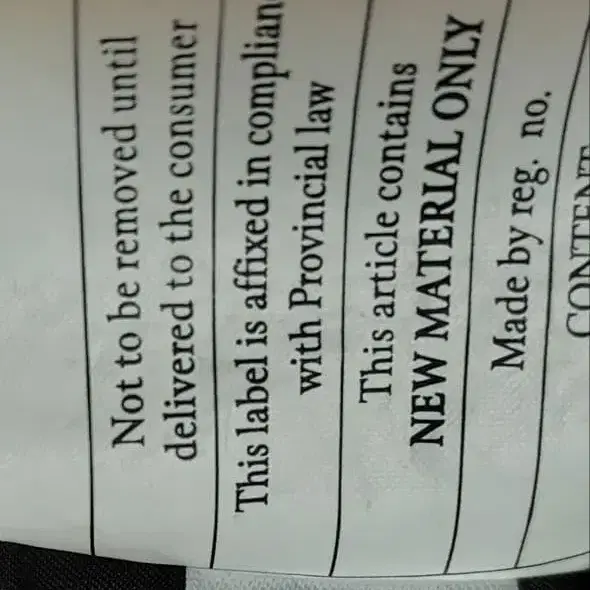 Not to be removed until
delivered to the consumer
This label is affixed in complian
with Provincial law
This article contains
NEW MATERIAL ONLY
Made by reg. no.
CONTENT